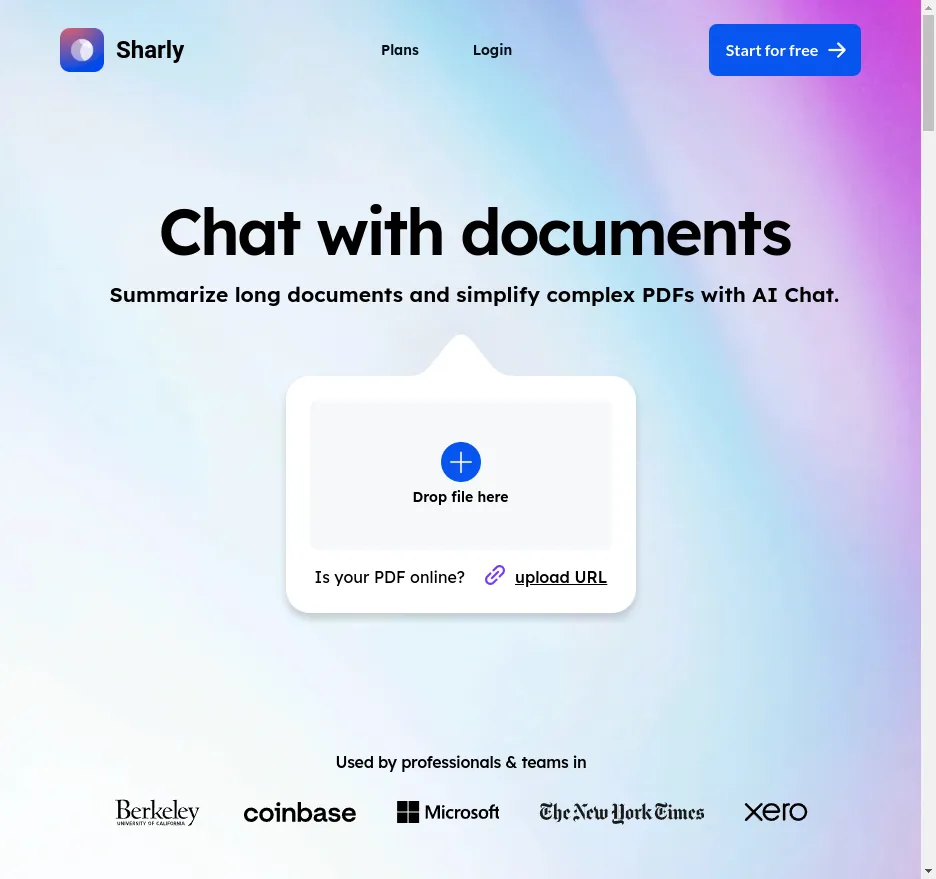 Sharly
Plans
Login
Start for free
Chat with documents
Summarize long documents and simplify complex PDFs with AI Chat.
Drop file here
Is your PDF online?
upload URL
Used by professionals & teams in
Berkeley
UNIVERSITY OF CALIFORNIA
coinbase
Microsoft
The New York Times
xero